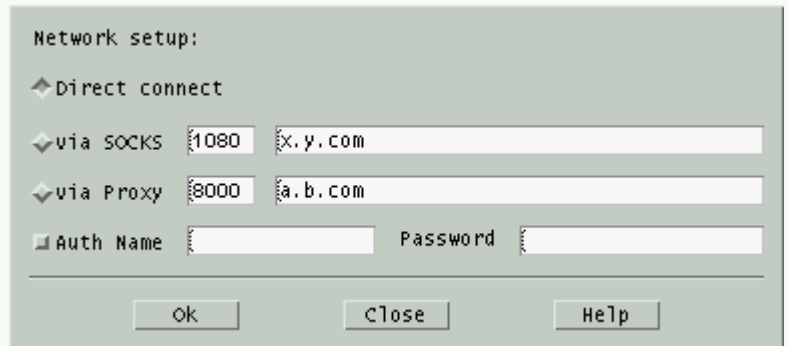 Network setup:
Direct connect
via SOCKS 1080 x.y.com
via Proxy 8000 a.b.com
Auth Name Password
Ok Close Help